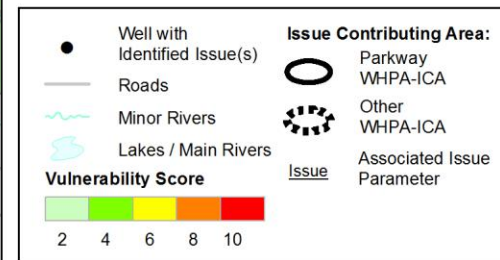 Well with
Identified Issue(s)
Roads
Minor Rivers
Lakes / Main Rivers
Vulnerability Score
2 4 6 8 10
Issue Contributing Area:
Parkway
WHPA-ICA
Other
WHPA-ICA
Issue
Associated Issue
Parameter